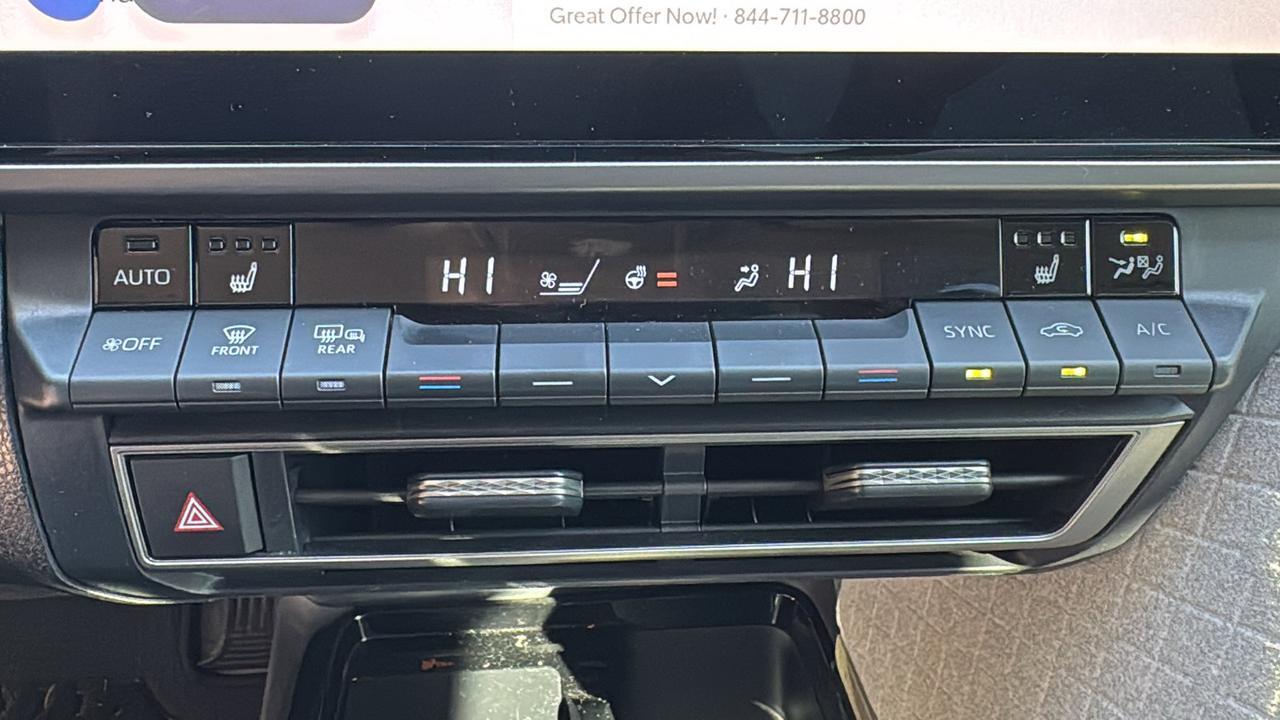 Great Offer Now! · 844-711-8800
AUTO
HI
HI
OFF
FRONT
REAR
SYNC
A/C